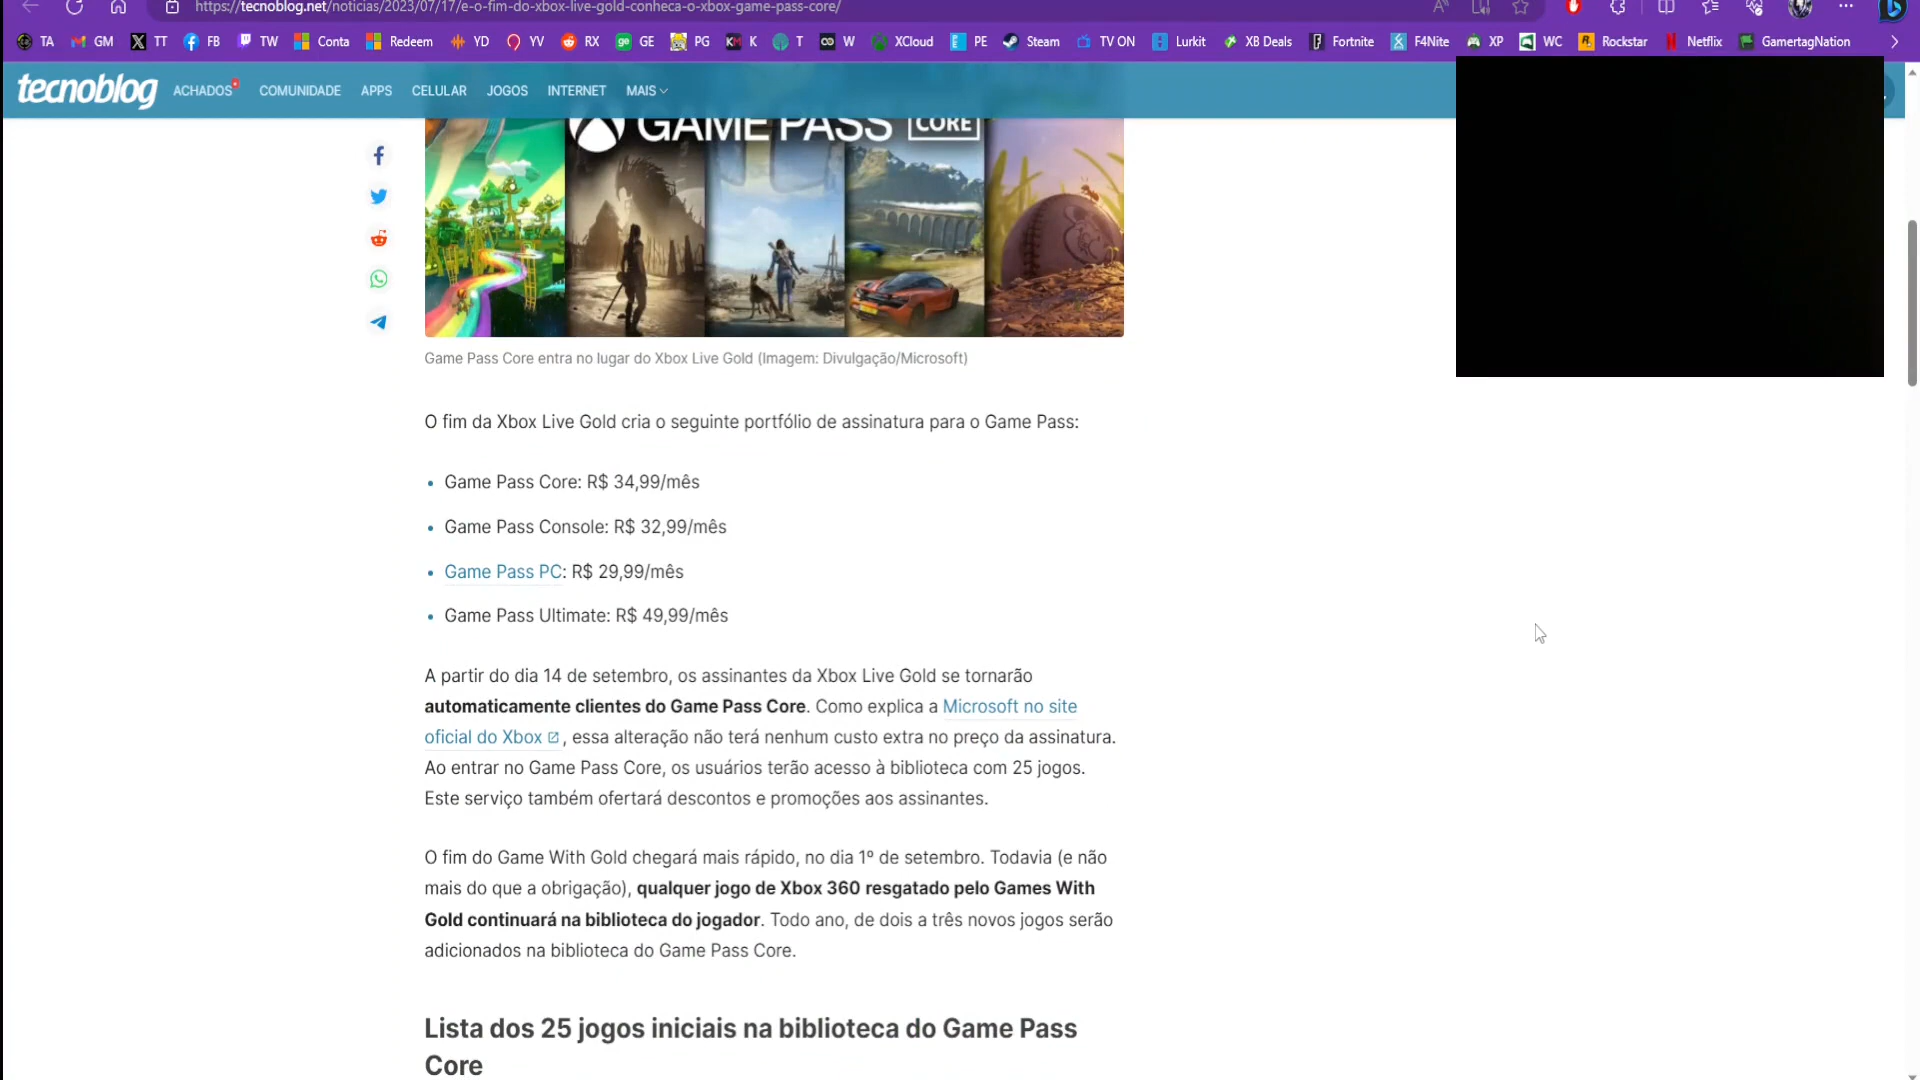 https://tecnoblog.net/noticias/2023/07/17/e-o-fim-do-xbox-live-gold-conheca-o-xbox-game-pass-core/
TA GM TT FB TW Conta Redeem YD YV RX GE PG K T W XCloud PE Steam TV ON Lurkit XB Deals Fortnite F4Nite XP WC Rockstar Netflix GamertagNation
tecnoblog ACHADOS COMUNIDADE APPS CELULAR JOGOS INTERNET MAIS
GAME PASS CORE
Game Pass Core entra no lugar do Xbox Live Gold (Imagem: Divulgação/Microsoft)
O fim da Xbox Live Gold cria o seguinte portfólio de assinatura para o Game Pass:
• Game Pass Core: R$ 34,99/mês
• Game Pass Console: R$ 32,99/mês
• Game Pass PC: R$ 29,99/mês
• Game Pass Ultimate: R$ 49,99/mês
A partir do dia 14 de setembro, os assinantes da Xbox Live Gold se tornarão
automaticamente clientes do Game Pass Core. Como explica a Microsoft no site
oficial do Xbox , essa alteração não terá nenhum custo extra no preço da assinatura.
Ao entrar no Game Pass Core, os usuários terão acesso à biblioteca com 25 jogos.
Este serviço também ofertará descontos e promoções aos assinantes.
O fim do Game With Gold chegará mais rápido, no dia 1º de setembro. Todavia (e não
mais do que a obrigação), qualquer jogo de Xbox 360 resgatado pelo Games With
Gold continuará na biblioteca do jogador. Todo ano, de dois a três novos jogos serão
adicionados na biblioteca do Game Pass Core.
Lista dos 25 jogos iniciais na biblioteca do Game Pass
Core